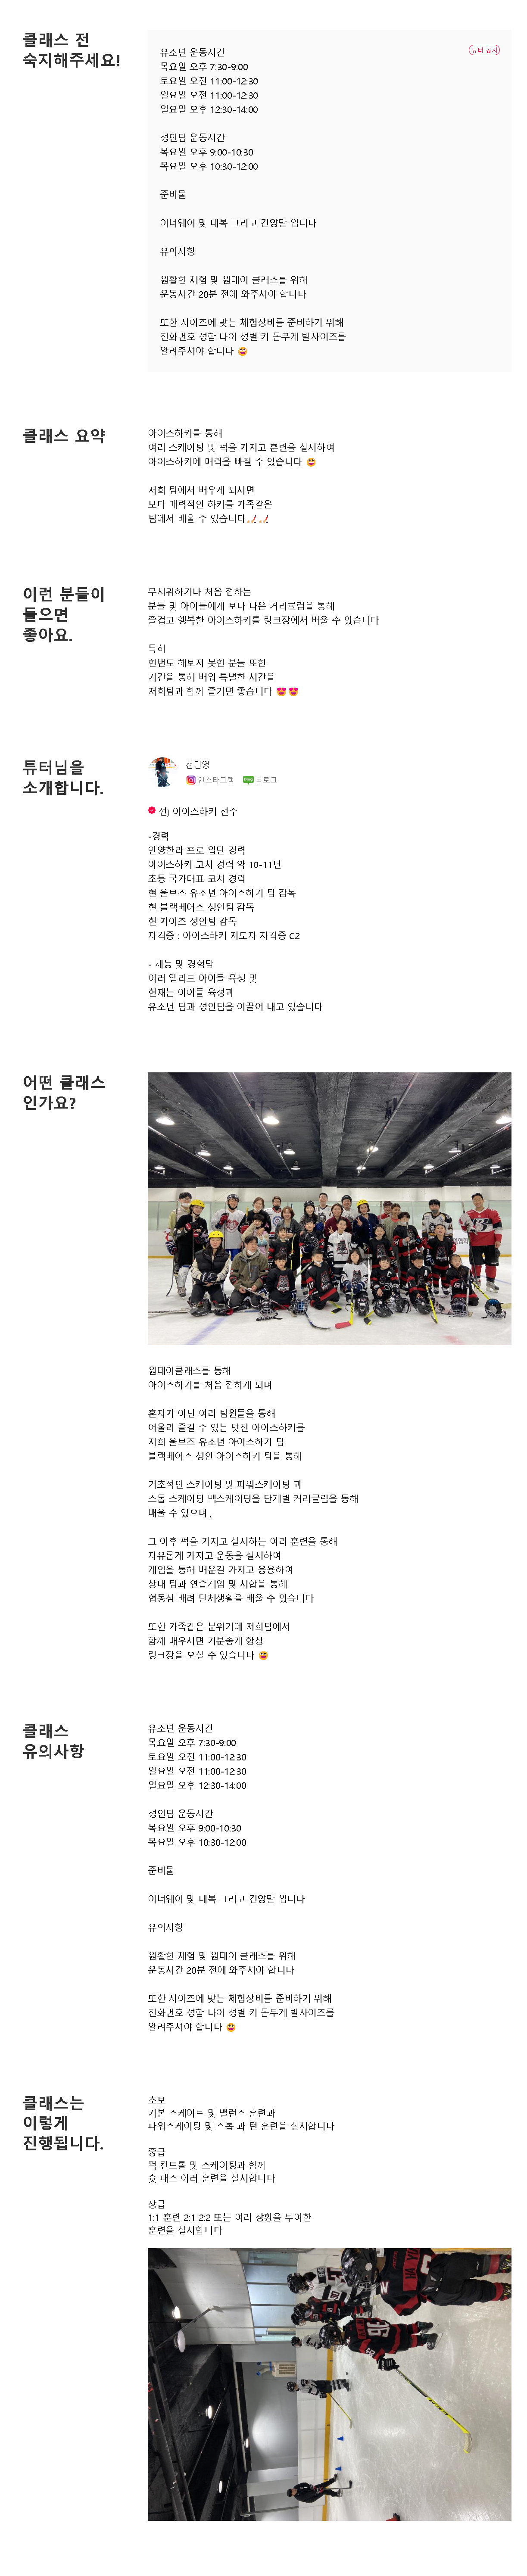 클래스 전
숙지해주세요!
튜터 공지
유소년 운동시간
목요일 오후 7:30-9:00
토요일 오전 11:00-12:30
일요일 오전 11:00-12:30
일요일 오후 12:30-14:00
성인팀 운동시간
목요일 오후 9:00-10:30
목요일 오후 10:30-12:00
준비물
이너웨어 및 내복 그리고 긴양말 입니다
유의사항
원활한 체험 및 원데이 클래스를 위해
운동시간 20분 전에 와주셔야 합니다
또한 사이즈에 맞는 체험장비를 준비하기 위해
전화번호 성함 나이 성별 키 몸무게 발사이즈를
알려주셔야 합니다 😃
클래스 요약
아이스하키를 통해
여러 스케이팅 및 퍽을 가지고 훈련을 실시하여
아이스하키에 매력을 빠질 수 있습니다 😃
저희 팀에서 배우게 되시면
보다 매력적인 하키를 가족같은
팀에서 배울 수 있습니다🏒🏒
이런 분들이
들으면
좋아요.
무서워하거나 처음 접하는
분들 및 아이들에게 보다 나은 커리큘럼을 통해
즐겁고 행복한 아이스하키를 링크장에서 배울 수 있습니다
특히
한번도 해보지 못한 분들 또한
기간을 통해 배워 특별한 시간을
저희팀과 함께 즐기면 좋습니다 😍😍
튜터님을
소개합니다.
전민영
인스타그램 blog 블로그
전) 아이스하키 선수
-경력
안양한라 프로 입단 경력
아이스하키 코치 경력 약 10-11년
초등 국가대표 코치 경력
현 울브즈 유소년 아이스하키 팀 감독
현 블랙베어스 성인팀 감독
현 가이즈 성인팀 감독
자격증 : 아이스하키 지도자 자격증 C2
- 재능 및 경험담
여러 엘리트 아이들 육성 및
현재는 아이들 육성과
유소년 팀과 성인팀을 이끌어 내고 있습니다
어떤 클래스
인가요?
원데이클래스를 통해
아이스하키를 처음 접하게 되며
혼자가 아닌 여러 팀원들을 통해
어울려 즐길 수 있는 멋진 아이스하키를
저희 울브즈 유소년 아이스하키 팀
블랙베어스 성인 아이스하키 팀을 통해
기초적인 스케이팅 및 파워스케이팅 과
스톱 스케이팅 백스케이팅을 단계별 커리큘럼을 통해
배울 수 있으며 ,
그 이후 퍽을 가지고 실시하는 여러 훈련을 통해
자유롭게 가지고 운동을 실시하여
게임을 통해 배운걸 가지고 응용하여
상대 팀과 연습게임 및 시합을 통해
협동심 배려 단체생활을 배울 수 있습니다
또한 가족같은 분위기에 저희팀에서
함께 배우시면 기분좋게 항상
링크장을 오실 수 있습니다 😃
클래스
유의사항
유소년 운동시간
목요일 오후 7:30-9:00
토요일 오전 11:00-12:30
일요일 오전 11:00-12:30
일요일 오후 12:30-14:00
성인팀 운동시간
목요일 오후 9:00-10:30
목요일 오후 10:30-12:00
준비물
이너웨어 및 내복 그리고 긴양말 입니다
유의사항
원활한 체험 및 원데이 클래스를 위해
운동시간 20분 전에 와주셔야 합니다
또한 사이즈에 맞는 체험장비를 준비하기 위해
전화번호 성함 나이 성별 키 몸무게 발사이즈를
알려주셔야 합니다 😃
클래스는
이렇게
진행됩니다.
초보
기본 스케이트 및 밸런스 훈련과
파워스케이팅 및 스톱 과 턴 훈련을 실시합니다
중급
퍽 컨트롤 및 스케이팅과 함께
슛 패스 여러 훈련을 실시합니다
상급
1:1 훈련 2:1 2:2 또는 여러 상황을 부여한
훈련을 실시합니다
96